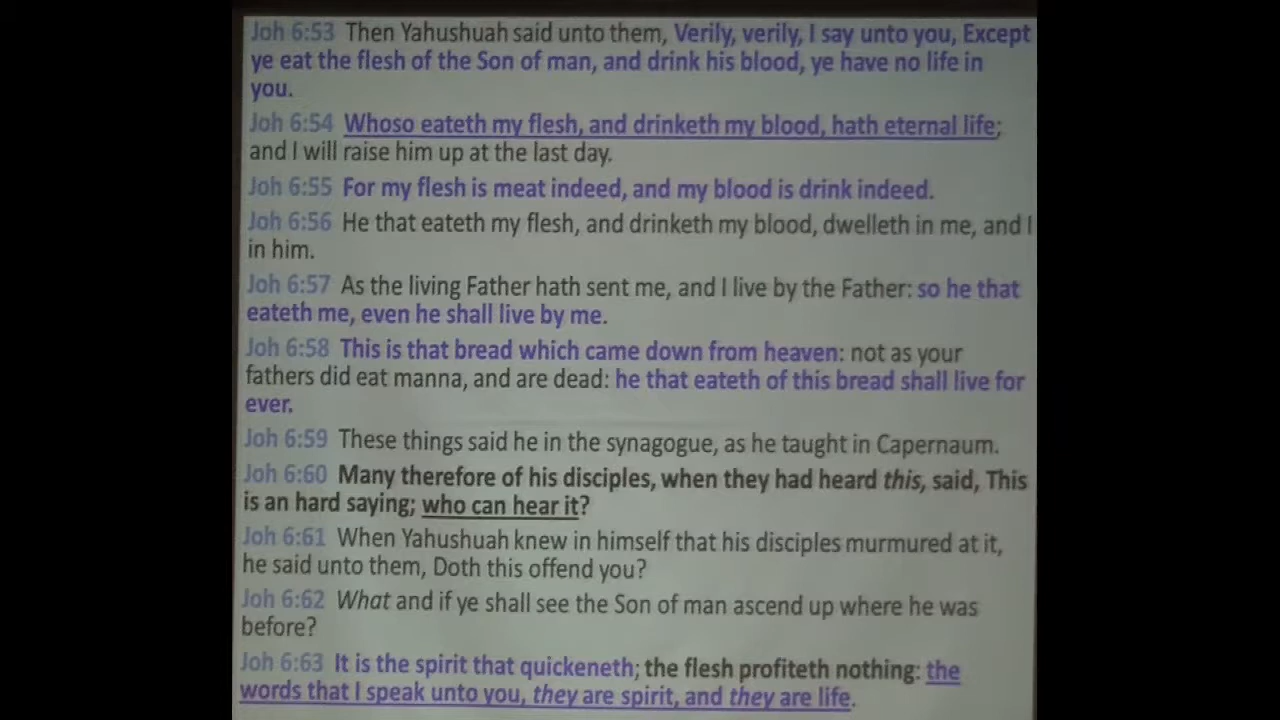 Joh 6:53 Then Yahushuah said unto them, Verily, verily, I say unto you, Except
ye eat the flesh of the Son of man, and drink his blood, ye have no life in
you.
Joh 6:54 Whoso eateth my flesh, and drinketh my blood, hath eternal life;
and I will raise him up at the last day.
Joh 6:55 For my flesh is meat indeed, and my blood is drink indeed.
Joh 6:56 He that eateth my flesh, and drinketh my blood, dwelleth in me, and I
in him.
Joh 6:57 As the living Father hath sent me, and I live by the Father: so he that
eateth me, even he shall live by me.
Joh 6:58 This is that bread which came down from heaven: not as your
fathers did eat manna, and are dead: he that eateth of this bread shall live for
ever.
Joh 6:59 These things said he in the synagogue, as he taught in Capernaum.
Joh 6:60 Many therefore of his disciples, when they had heard this, said, This
is an hard saying; who can hear it?
Joh 6:61 When Yahushuah knew in himself that his disciples murmured at it,
he said unto them, Doth this offend you?
Joh 6:62 What and if ye shall see the Son of man ascend up where he was
before?
Joh 6:63 It is the spirit that quickeneth; the flesh profiteth nothing: the
words that I speak unto you, they are spirit, and they are life.